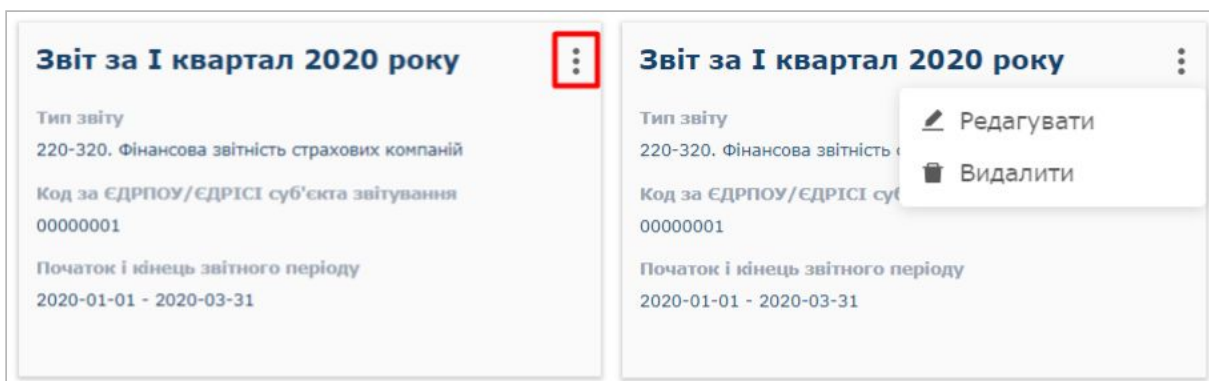 Звіт за І квартал 2020 року
Тип звіту
220-320. Фінансова звітність страхових компаній
Код за ЄДРПОУ/ЄДРІСІ суб'єкта звітування
00000001
Початок і кінець звітного періоду
2020-01-01 - 2020-03-31
Звіт за І квартал 2020 року
Тип звіту
220-320. Фінансова звітність
Код за ЄДРПОУ/ЄДРІСІ
00000001
Початок і кінець звітного періоду
2020-01-01 - 2020-03-31
Редагувати
Видалити